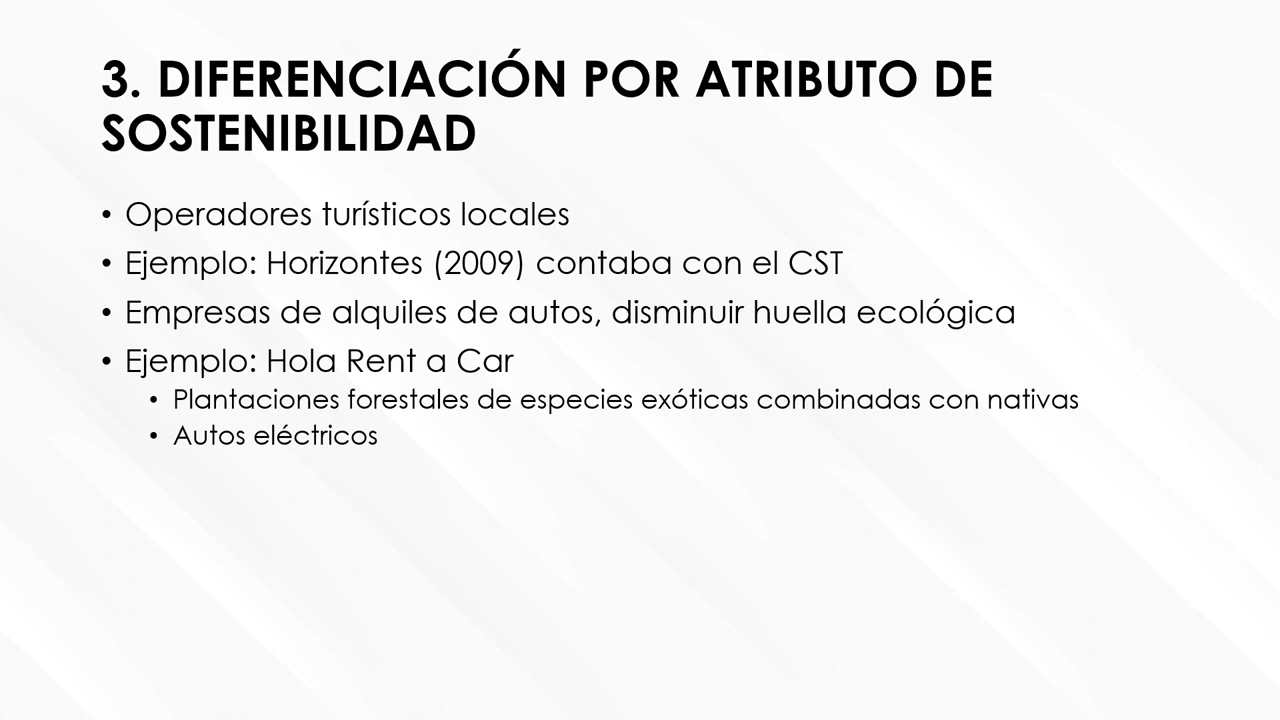 3. DIFERENCIACIÓN POR ATRIBUTO DE
SOSTENIBILIDAD
• Operadores turísticos locales
• Ejemplo: Horizontes (2009) contaba con el CST
• Empresas de alquiles de autos, disminuir huella ecológica
• Ejemplo: Hola Rent a Car
• Plantaciones forestales de especies exóticas combinadas con nativas
• Autos eléctricos